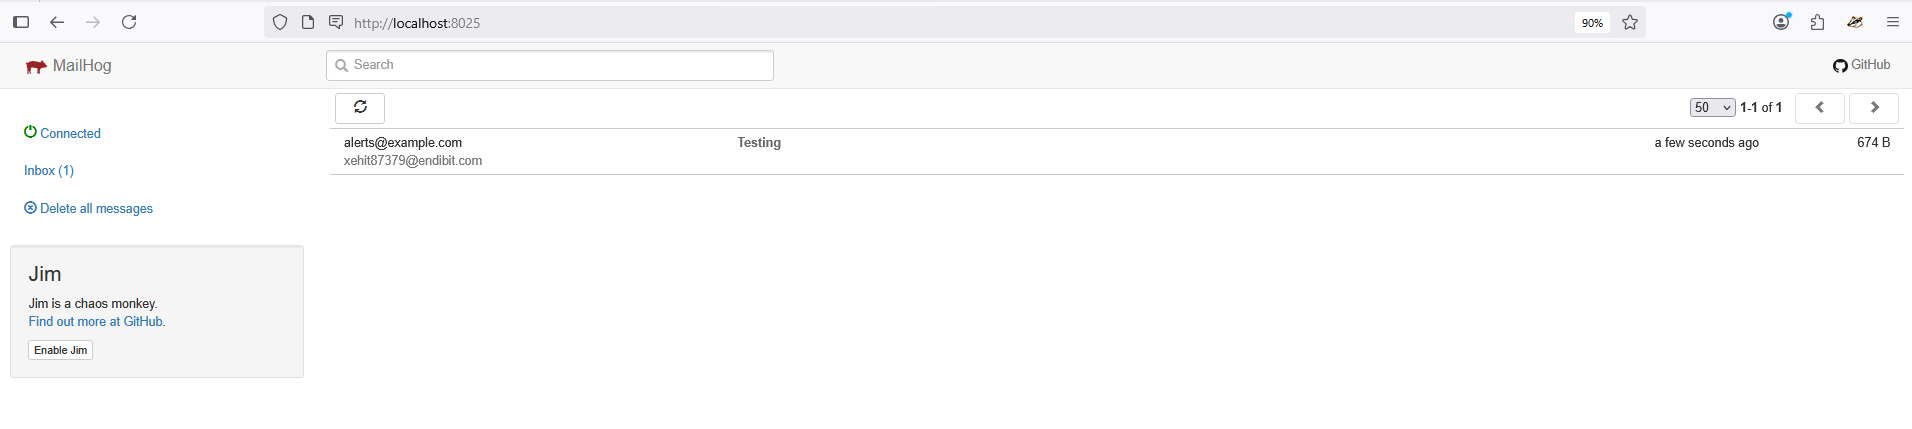 http://localhost:8025
90%
MailHog
Search
GitHub
50
1-1 of 1
Connected
Inbox (1)
Delete all messages
alerts@example.com
xehit87379@endibit.com
Testing
a few seconds ago
674 B
Jim
Jim is a chaos monkey.
Find out more at GitHub.
Enable Jim